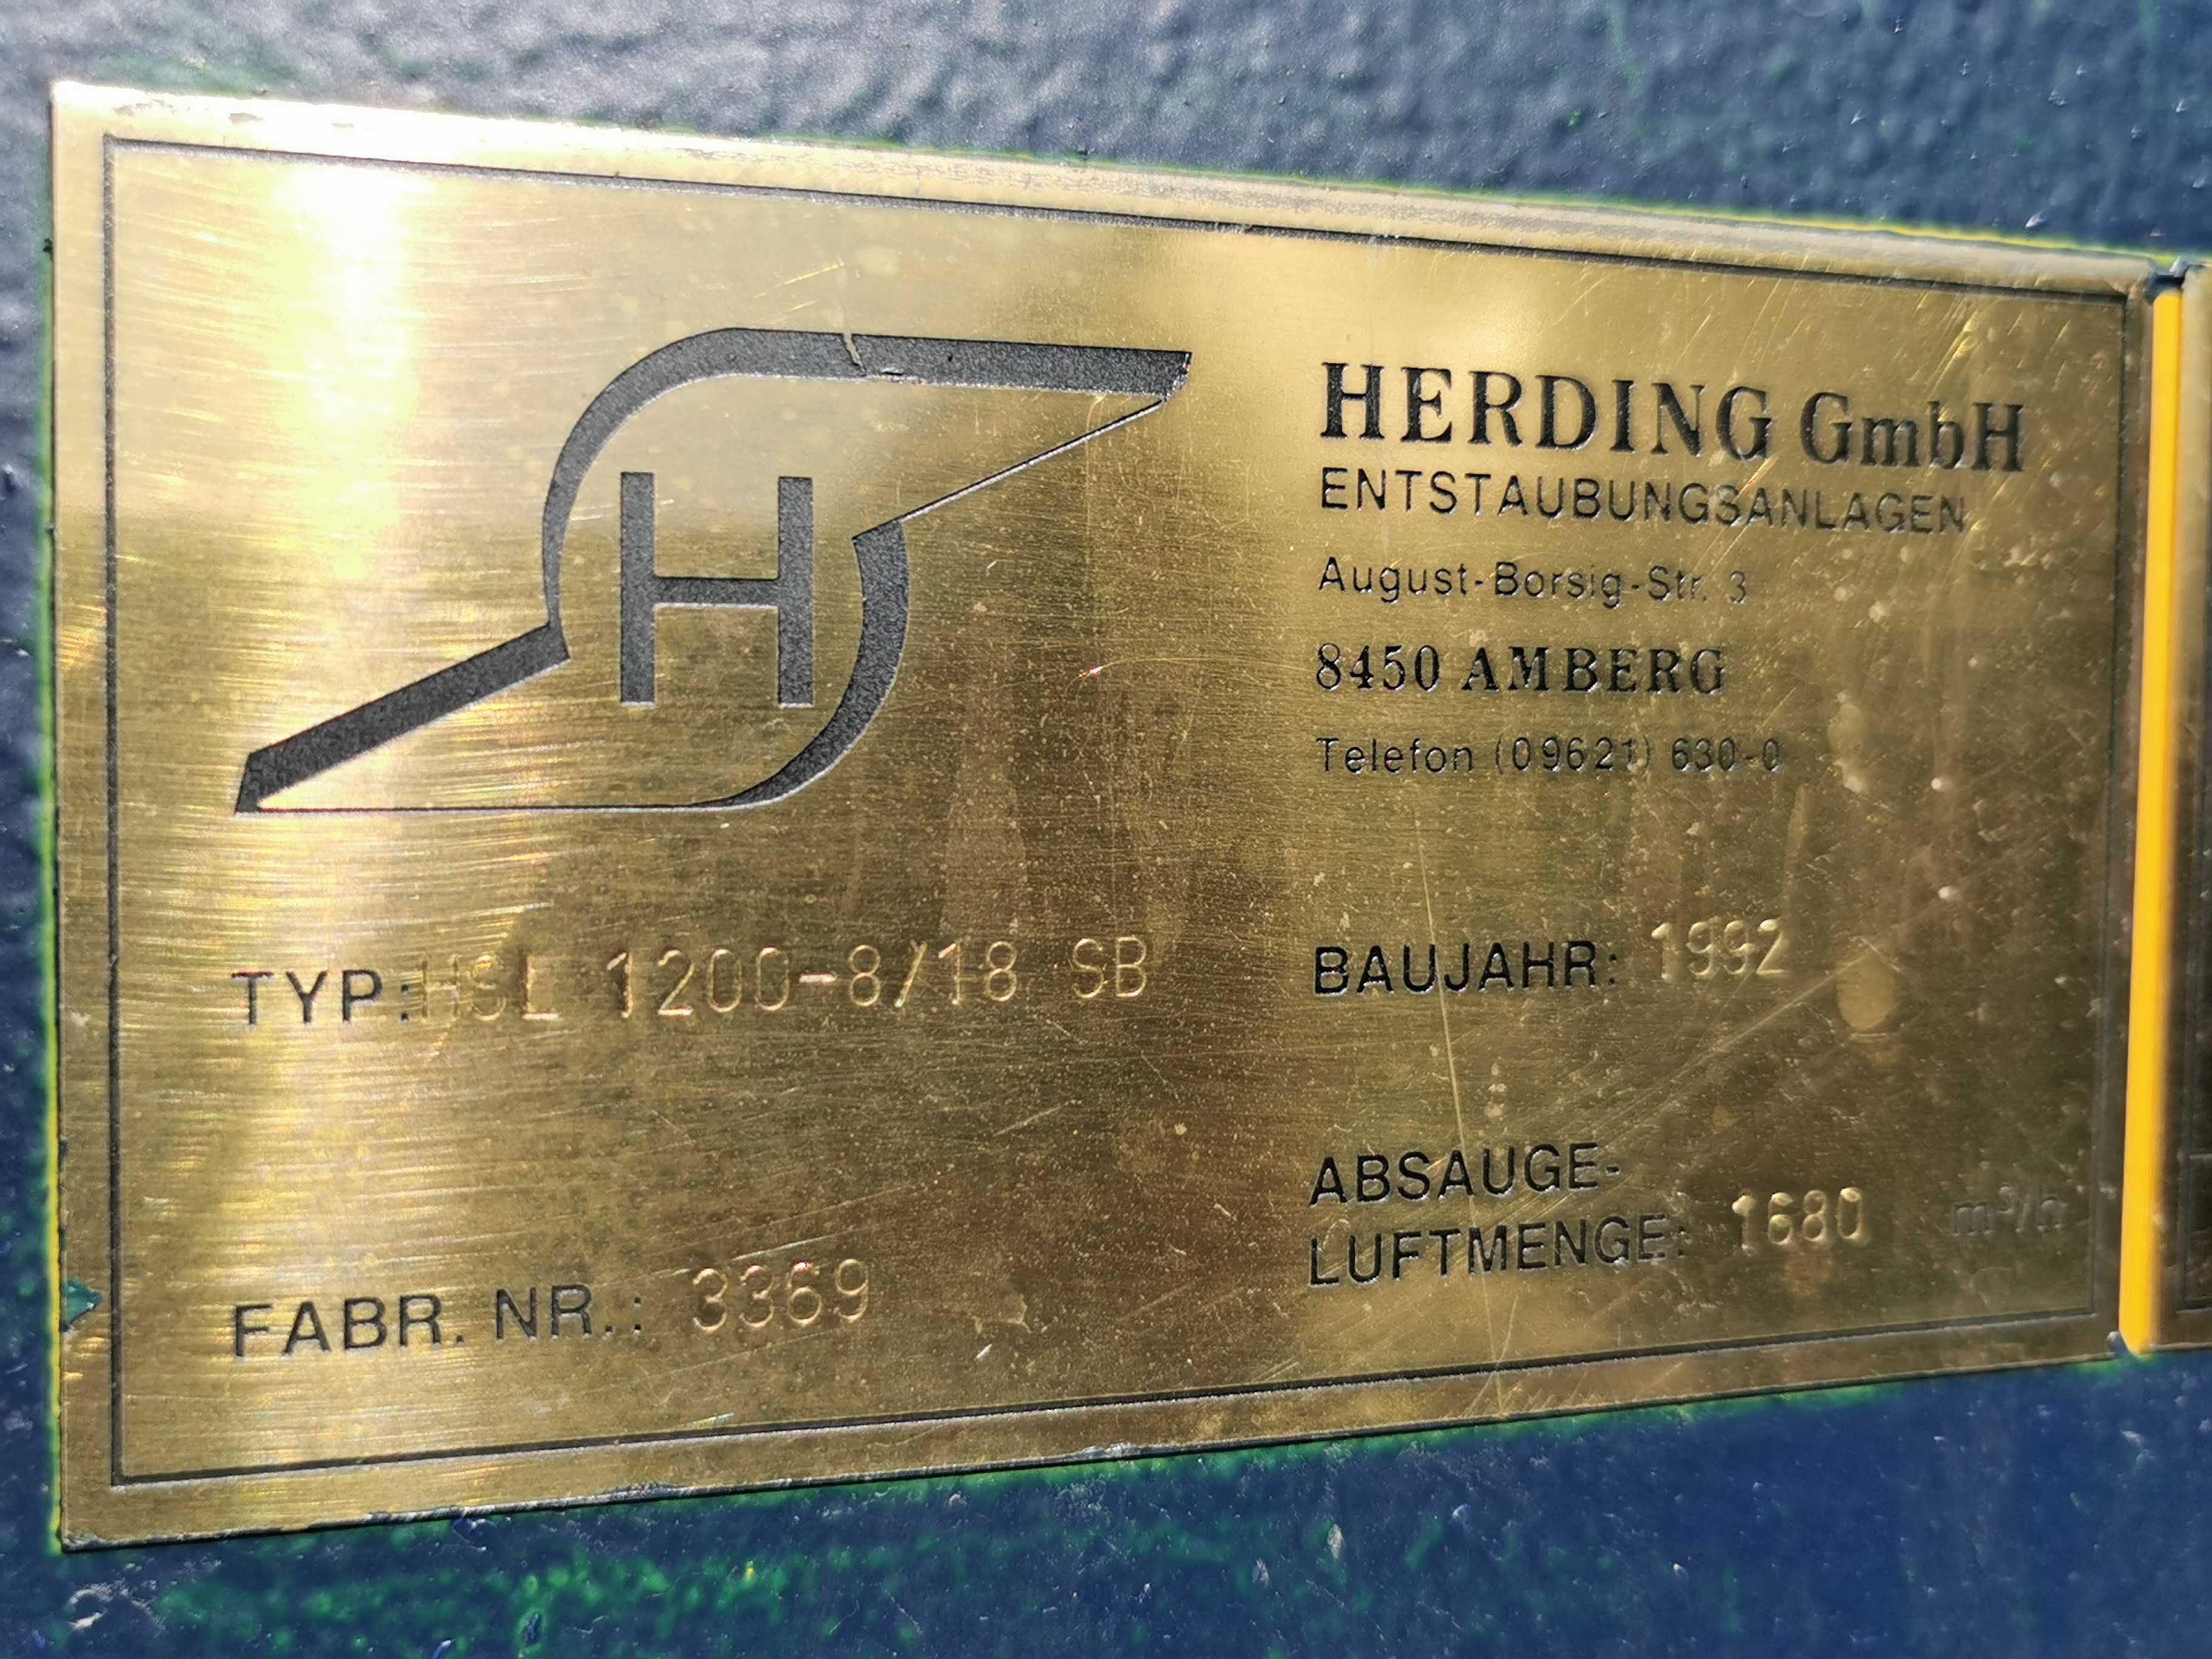 H
HERDING GmbH
ENTSTAUBUNGSANLAGEN
August-Borsig-Str. 3
8450 AMBERG
Telefon (09621) 630-0
TYP: HSL 1200-8/18 SB
BAUJAHR: 1992
FABR. NR.: 3369
ABSAUGE-
LUFTMENGE: 1680 m³/h